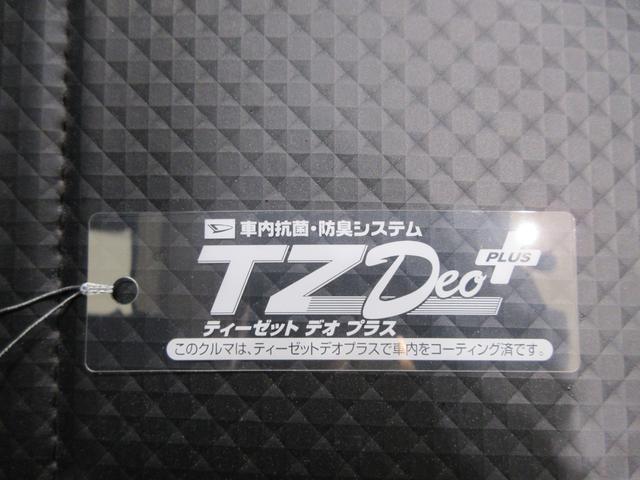 車内抗菌・防臭システム
TZ Deo PLUS
ティーゼット デオ プラス
このクルマは、ティーゼットデオプラスで車内をコーティング済です。